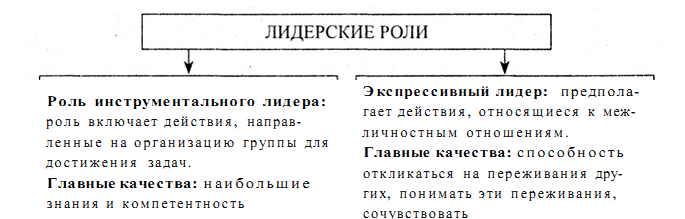 ЛИДЕРСКИЕ РОЛИ
Роль инструментального лидера:
роль включает действия, направ-
ленные на организацию группы для
достижения задач.
Главные качества: наибольшие
знания и компетентность
Экспрессивный лидер: предпола-
гает действия, относящиеся к меж-
личностным отношениям.
Главные качества: способность
откликаться на переживания дру-
гих, понимать эти переживания,
сочувствовать